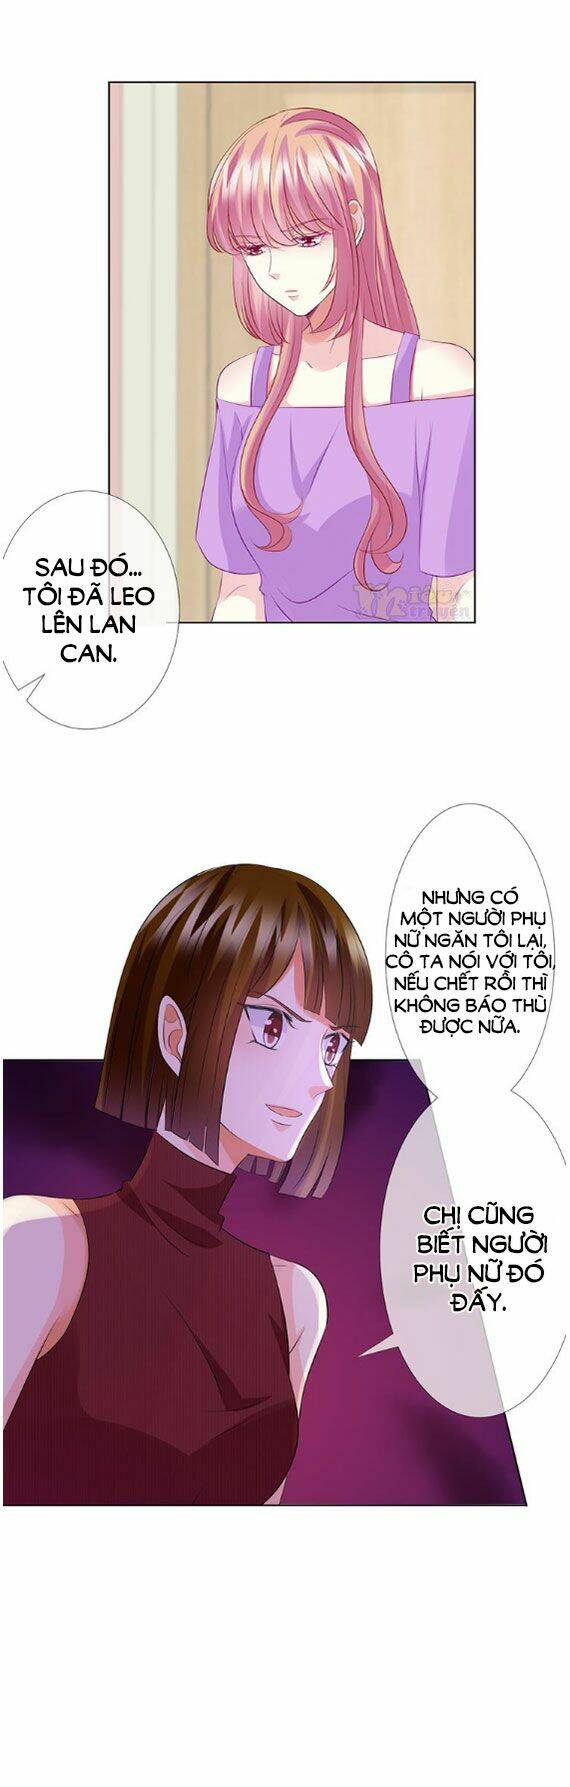 SAU ĐÓ...
TÔI ĐÃ LEO
LÊN LAN
CAN.
Miêu
truyện
NHƯNG CÓ
MỘT NGƯỜI PHỤ
NỮ NGĂN TÔI LẠI,
CÔ TA NÓI VỚI TÔI,
NẾU CHẾT RỒI THÌ
KHÔNG BÁO THÙ
ĐƯỢC NỮA.
CHỊ CŨNG
BIẾT NGƯỜI
PHỤ NỮ ĐÓ
ĐẤY.